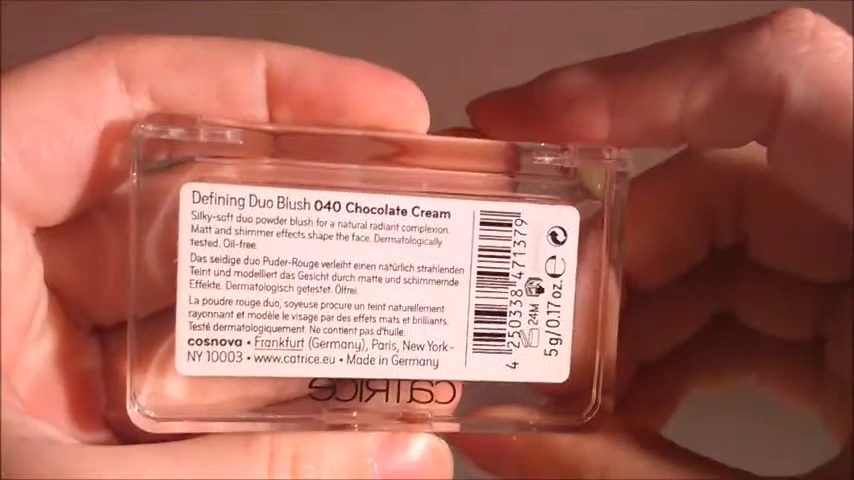 Defining Duo Blush 040 Chocolate Cream
Silky-soft duo powder blush for a natural radiant complexion.
Matt and shimmer effects shape the face. Dermatologically
tested. Oil-free
Das seidige duo Puder-Rouge verleiht einen natürlich strahlenden
Teint und modelliert das Gesicht durch matte und schimmernde
Effekte. Dermatologisch getestet. Ölfrei.
La poudre rouge duo, soyeuse procure un teint naturellement
rayonnant et modèle le visage par des effets mats et brillants.
Testé dermatologiquement. Ne contient pas d'huile.
cosnova • Frankfurt (Germany), Paris, New York-
NY 10003 • www.catrice.eu • Made in Germany
4 250338 471379
24M
5g/0.17 oz. e
CATRICE